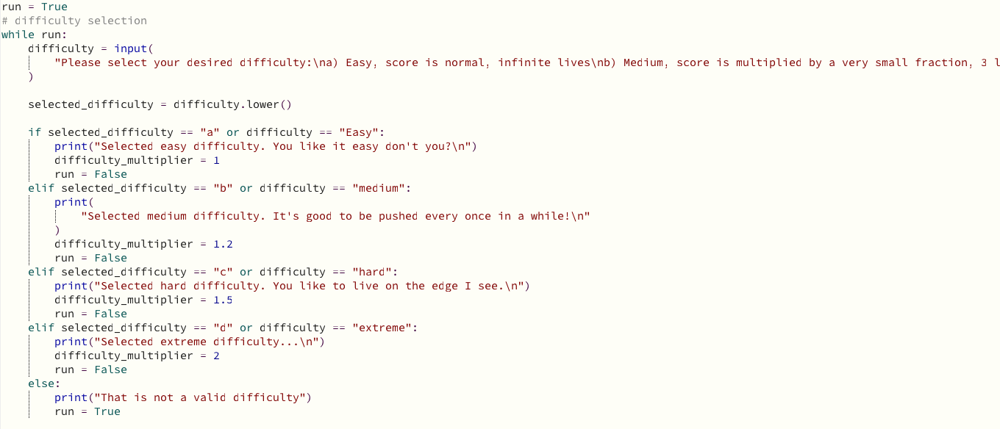 run = True
# difficulty selection
while run:
    difficulty = input(
        "Please select your desired difficulty:\na) Easy, score is normal, infinite lives\nb) Medium, score is multiplied by a very small fraction, 3 l
    )

    selected_difficulty = difficulty.lower()

    if selected_difficulty == "a" or difficulty == "Easy":
        print("Selected easy difficulty. You like it easy don't you?\n")
        difficulty_multiplier = 1
        run = False
    elif selected_difficulty == "b" or difficulty == "medium":
        print(
            "Selected medium difficulty. It's good to be pushed every once in a while!\n"
        )
        difficulty_multiplier = 1.2
        run = False
    elif selected_difficulty == "c" or difficulty == "hard":
        print("Selected hard difficulty. You like to live on the edge I see.\n")
        difficulty_multiplier = 1.5
        run = False
    elif selected_difficulty == "d" or difficulty == "extreme":
        print("Selected extreme difficulty...\n")
        difficulty_multiplier = 2
        run = False
    else:
        print("That is not a valid difficulty")
        run = True